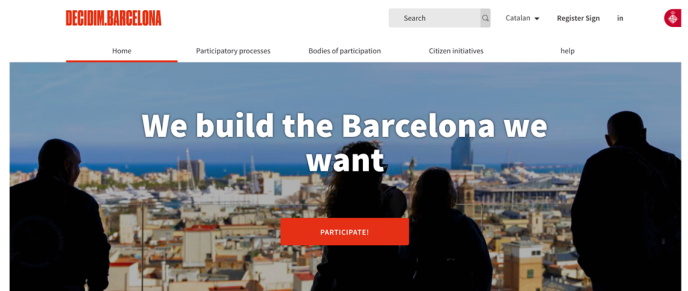 DECIDIM.BARCELONA
Search
Catalan
Register Sign in
Home
Participatory processes
Bodies of participation
Citizen initiatives
help
We build the Barcelona we
want
PARTICIPATE!